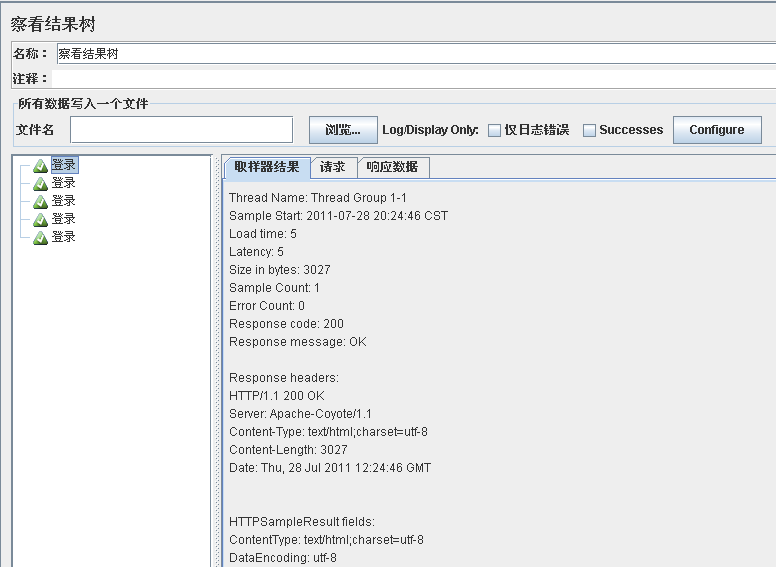 察看结果树
名称： 察看结果树
注释：
所有数据写入一个文件
文件名 浏览... Log/Display Only: 仅日志错误 Successes Configure
登录
登录
登录
登录
登录
取样器结果 请求 响应数据
Thread Name: Thread Group 1-1
Sample Start: 2011-07-28 20:24:46 CST
Load time: 5
Latency: 5
Size in bytes: 3027
Sample Count: 1
Error Count: 0
Response code: 200
Response message: OK
Response headers:
HTTP/1.1 200 OK
Server: Apache-Coyote/1.1
Content-Type: text/html;charset=utf-8
Content-Length: 3027
Date: Thu, 28 Jul 2011 12:24:46 GMT
HTTPSampleResult fields:
ContentType: text/html;charset=utf-8
DataEncoding: utf-8